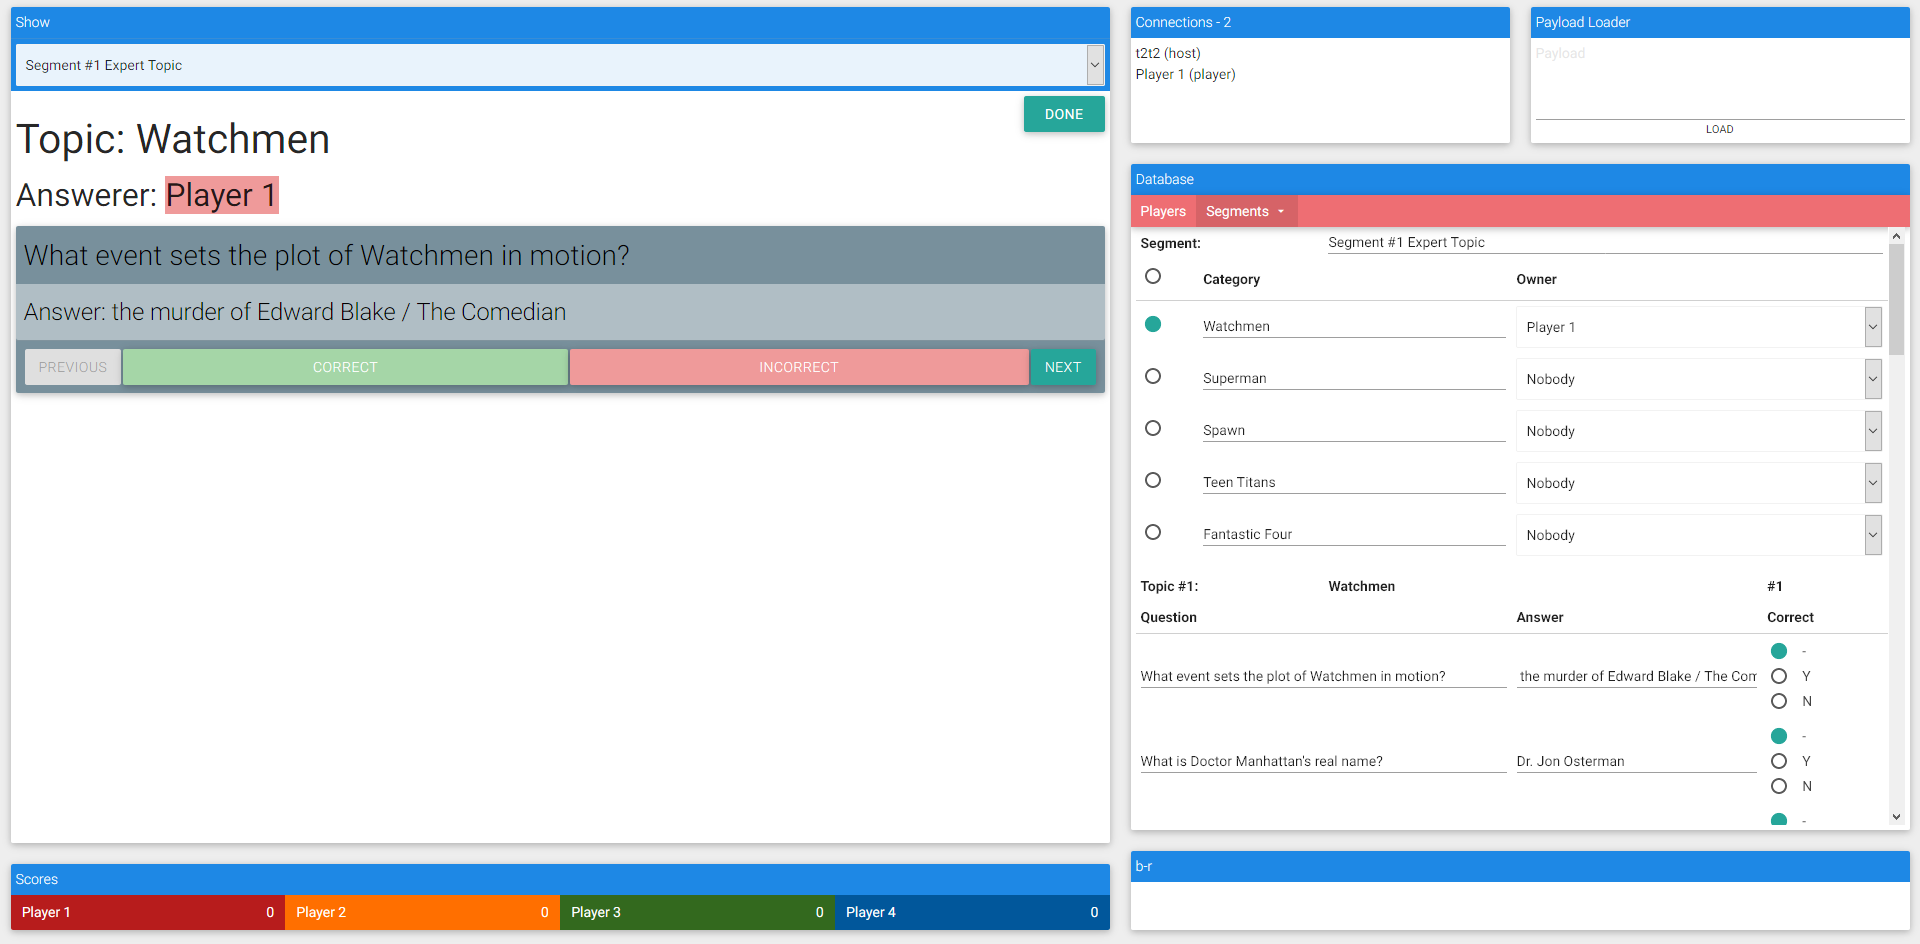 Show
Segment #1 Expert Topic
DONE
Topic: Watchmen
Answerer: Player 1
What event sets the plot of Watchmen in motion?
Answer: the murder of Edward Blake / The Comedian
PREVIOUS CORRECT INCORRECT NEXT
Scores
Player 1 0 Player 2 0 Player 3 0 Player 4 0
Connections - 2
t2t2 (host)
Player 1 (player)
Payload Loader
Payload
LOAD
Database
Players Segments
Segment: Segment #1 Expert Topic
Category Owner
Watchmen Player 1
Superman Nobody
Spawn Nobody
Teen Titans Nobody
Fantastic Four Nobody
Topic #1: Watchmen #1
Question Answer Correct
-
What event sets the plot of Watchmen in motion? the murder of Edward Blake / The Com Y
N
-
What is Doctor Manhattan's real name? Dr. Jon Osterman Y
N
-
b-r